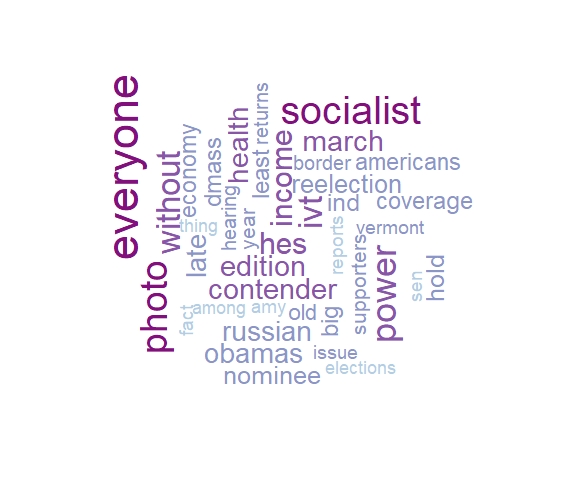 everyone
socialist
health
returns
economy
dmass
income
march
without
least
border
americans
reelection
ivt
ind
coverage
hearing
year
thing
late
hes
reports
vermont
edition
supporters
power
photo
contender
sen
hold
fact
among
amy
old
big
russian
obamas
issue
nominee
elections